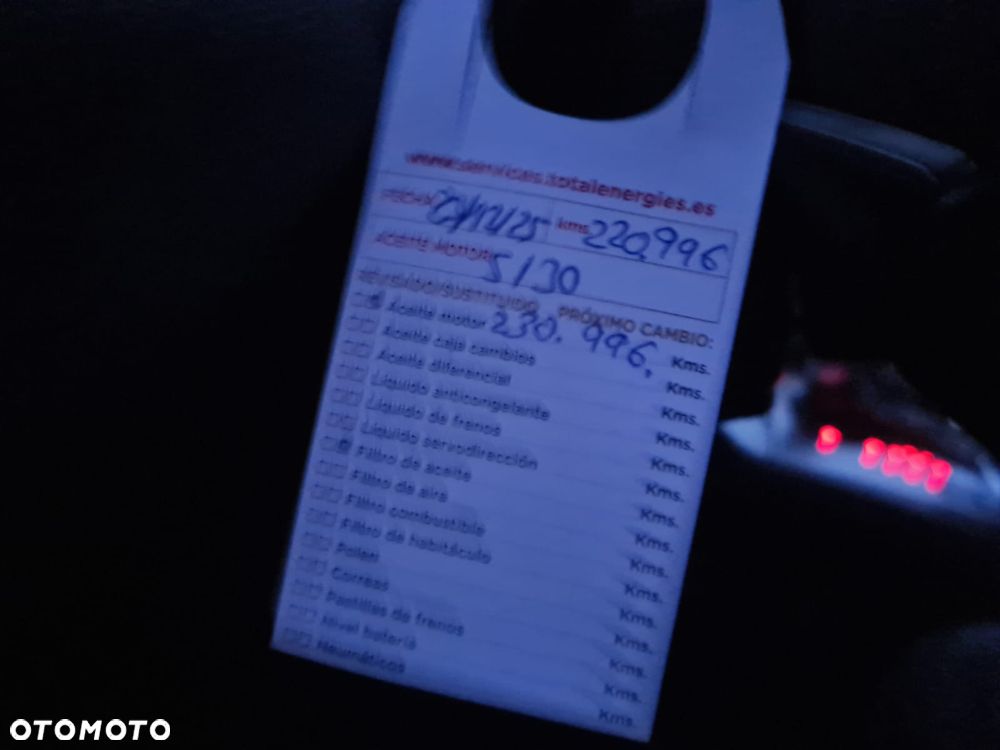 www.services.totalenergies.es
FECHA kms 220.996
ACEITE MOTOR 5/30
REVISADO/SUSTITUIDO PRÓXIMO CAMBIO:
Aceite motor 230.996, Kms.
Aceite caja cambios Kms.
Aceite diferencial Kms.
Líquido anticongelante Kms.
Líquido de frenos Kms.
Líquido servodirección Kms.
Filtro de aceite Kms.
Filtro de aire Kms.
Filtro combustible Kms.
Filtro de habitáculo Kms.
Polen Kms.
Correas Kms.
Pastillas de frenos Kms.
Nivel batería Kms.
Neumáticos Kms.
OTOMOTO